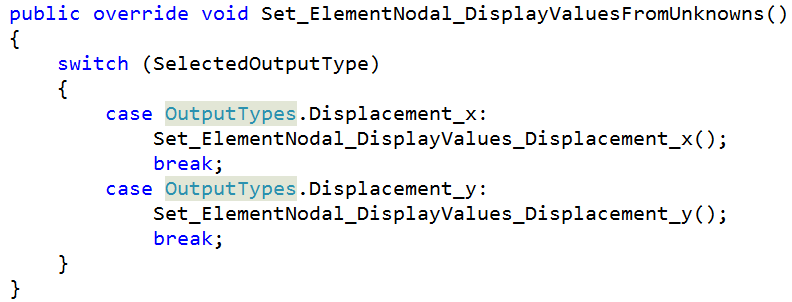 public override void Set_ElementNodal_DisplayValuesFromUnknowns()
{
    switch (SelectedOutputType)
    {
        case OutputTypes.Displacement_x:
            Set_ElementNodal_DisplayValues_Displacement_x();
            break;
        case OutputTypes.Displacement_y:
            Set_ElementNodal_DisplayValues_Displacement_y();
            break;
    }
}